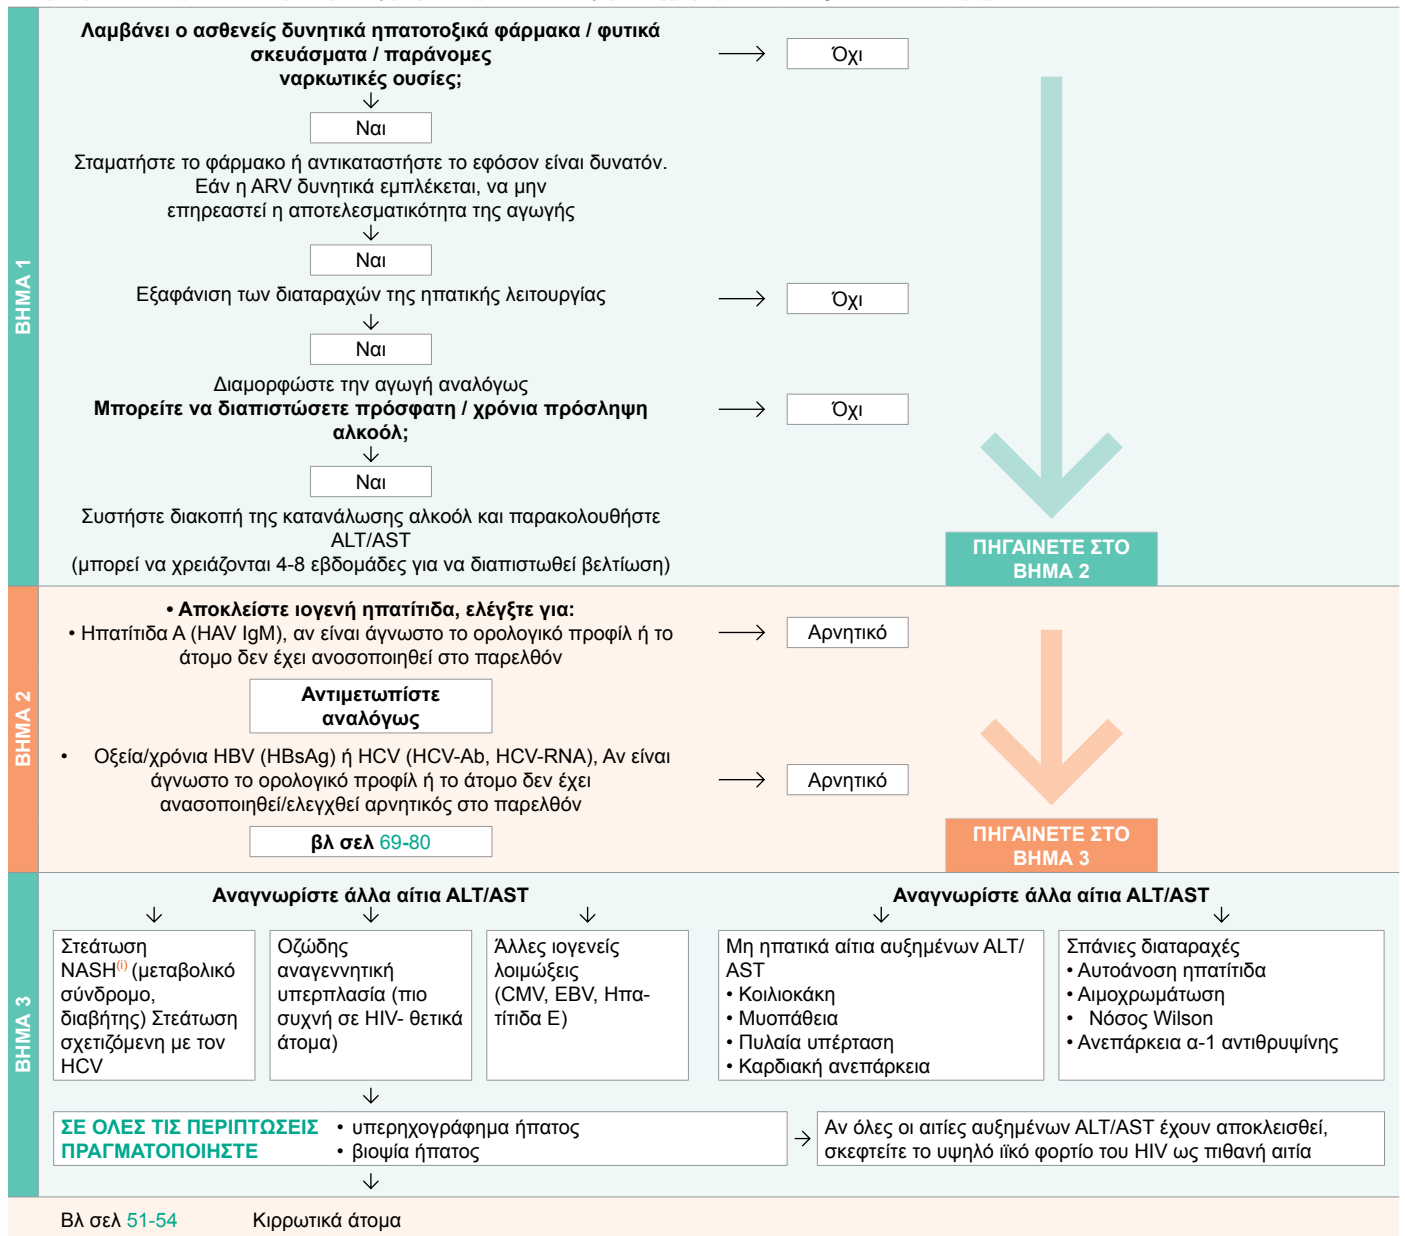 ΒΗΜΑ 1
Λαμβάνει ο ασθενείς δυνητικά ηπατοτοξικά φάρμακα / φυτικά
σκευάσματα / παράνομες
ναρκωτικές ουσίες;
Όχι
Ναι
Σταματήστε το φάρμακο ή αντικαταστήστε το εφόσον είναι δυνατόν.
Εάν η ARV δυνητικά εμπλέκεται, να μην
επηρεαστεί η αποτελεσματικότητα της αγωγής
Ναι
Εξαφάνιση των διαταραχών της ηπατικής λειτουργίας
Όχι
Ναι
Διαμορφώστε την αγωγή αναλόγως
Μπορείτε να διαπιστώσετε πρόσφατη / χρόνια πρόσληψη
αλκοόλ;
Όχι
Ναι
Συστήστε διακοπή της κατανάλωσης αλκοόλ και παρακολουθήστε
ALT/AST
(μπορεί να χρειάζονται 4-8 εβδομάδες για να διαπιστωθεί βελτίωση)
ΠΗΓΑΙΝΕΤΕ ΣΤΟ
ΒΗΜΑ 2
ΒΗΜΑ 2
• Αποκλείστε ιογενή ηπατίτιδα, ελέγξτε για:
• Ηπατίτιδα Α (HAV IgM), αν είναι άγνωστο το ορολογικό προφίλ ή το
άτομο δεν έχει ανοσοποιηθεί στο παρελθόν
Αρνητικό
Αντιμετωπίστε
αναλόγως
• Οξεία/χρόνια HBV (HBsAg) ή HCV (HCV-Ab, HCV-RNA), Αν είναι
άγνωστο το ορολογικό προφίλ ή το άτομο δεν έχει
ανασοποιηθεί/ελεγχθεί αρνητικός στο παρελθόν
Αρνητικό
βλ σελ 69-80
ΠΗΓΑΙΝΕΤΕ ΣΤΟ
ΒΗΜΑ 3
ΒΗΜΑ 3
Αναγνωρίστε άλλα αίτια ALT/AST
Στεάτωση
NASH(i) (μεταβολικό
σύνδρομο,
διαβήτης) Στεάτωση
σχετιζόμενη με τον
HCV
Οζώδης
αναγεννητική
υπερπλασία (πιο
συχνή σε HIV- θετικά
άτομα)
Άλλες ιογενείς
λοιμώξεις
(CMV, EBV, Ηπα-
τίτιδα Ε)
Αναγνωρίστε άλλα αίτια ALT/AST
Μη ηπατικά αίτια αυξημένων ALT/
AST
• Κοιλιοκάκη
• Μυοπάθεια
• Πυλαία υπέρταση
• Καρδιακή ανεπάρκεια
Σπάνιες διαταραχές
• Αυτοάνοση ηπατίτιδα
• Αιμοχρωμάτωση
• Νόσος Wilson
• Ανεπάρκεια α-1 αντιθρυψίνης
ΣΕ ΟΛΕΣ ΤΙΣ ΠΕΡΙΠΤΩΣΕΙΣ
ΠΡΑΓΜΑΤΟΠΟΙΗΣΤΕ
• υπερηχογράφημα ήπατος
• βιοψία ήπατος
Αν όλες οι αιτίες αυξημένων ALT/AST έχουν αποκλεισθεί,
σκεφτείτε το υψηλό ιϊκό φορτίο του HIV ως πιθανή αιτία
Βλ σελ 51-54
Κιρρωτικά άτομα